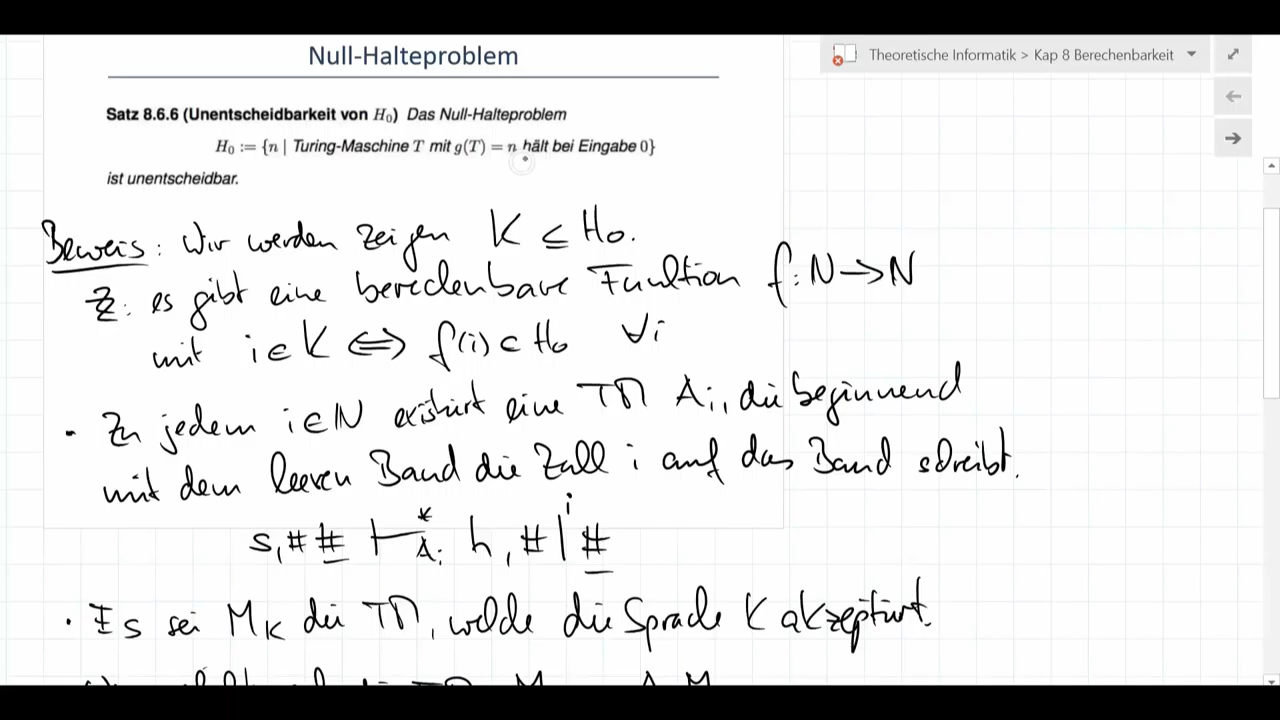 Null-Halteproblem
Theoretische Informatik > Kap 8 Berechenbarkeit
Satz 8.6.6 (Unentscheidbarkeit von H₀) Das Null-Halteproblem
H₀ := {n | Turing-Maschine T mit g(T) = n hält bei Eingabe 0}
ist unentscheidbar.
Beweis: Wir werden zeigen K ≤ H₀.
Z: es gibt eine berechenbare Funktion f: N → N
mit i ∈ K ⟺ f(i) ∈ H₀ ∀i
· Zu jedem i ∈ N existiert eine TM Aᵢ, die beginnend
mit dem leeren Band die Zahl i auf das Band schreibt.
s, # # ⊢*Aᵢ h, # |ⁱ #
· Es sei M_K die TM, welche die Sprache K akzeptiert.